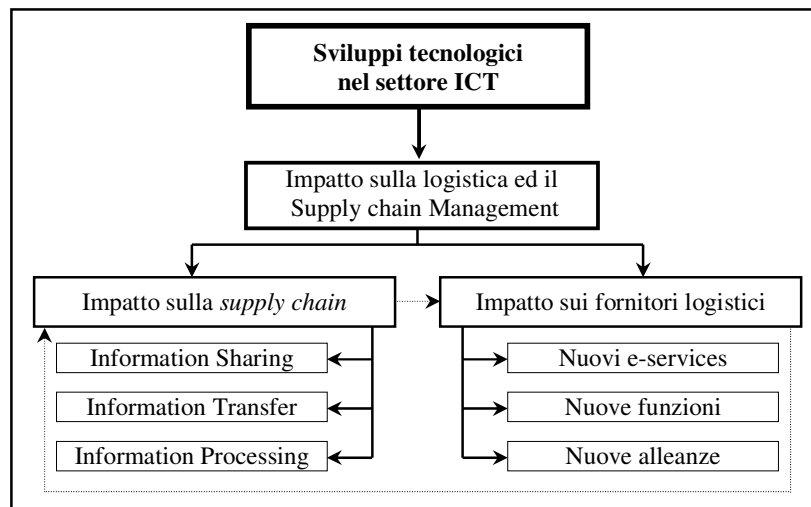 Sviluppi tecnologici
nel settore ICT
Impatto sulla logistica ed il
Supply chain Management
Impatto sulla supply chain
Impatto sui fornitori logistici
Information Sharing
Nuovi e-services
Information Transfer
Nuove funzioni
Information Processing
Nuove alleanze